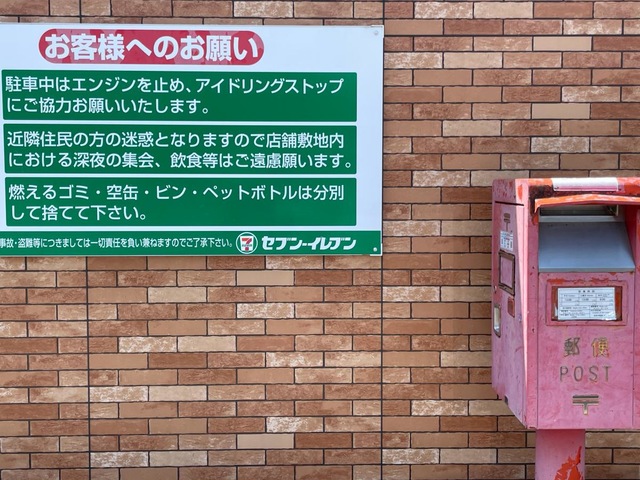 お客様へのお願い
駐車中はエンジンを止め、アイドリングストップ
にご協力お願いいたします。
近隣住民の方の迷惑となりますので店舗敷地内
における深夜の集会、飲食等はご遠慮願います。
燃えるゴミ・空缶・ビン・ペットボトルは分別
して捨てて下さい。
事故・盗難等につきましては一切責任を負い兼ねますのでご了承下さい。 セブン-イレブン
郵便
POST